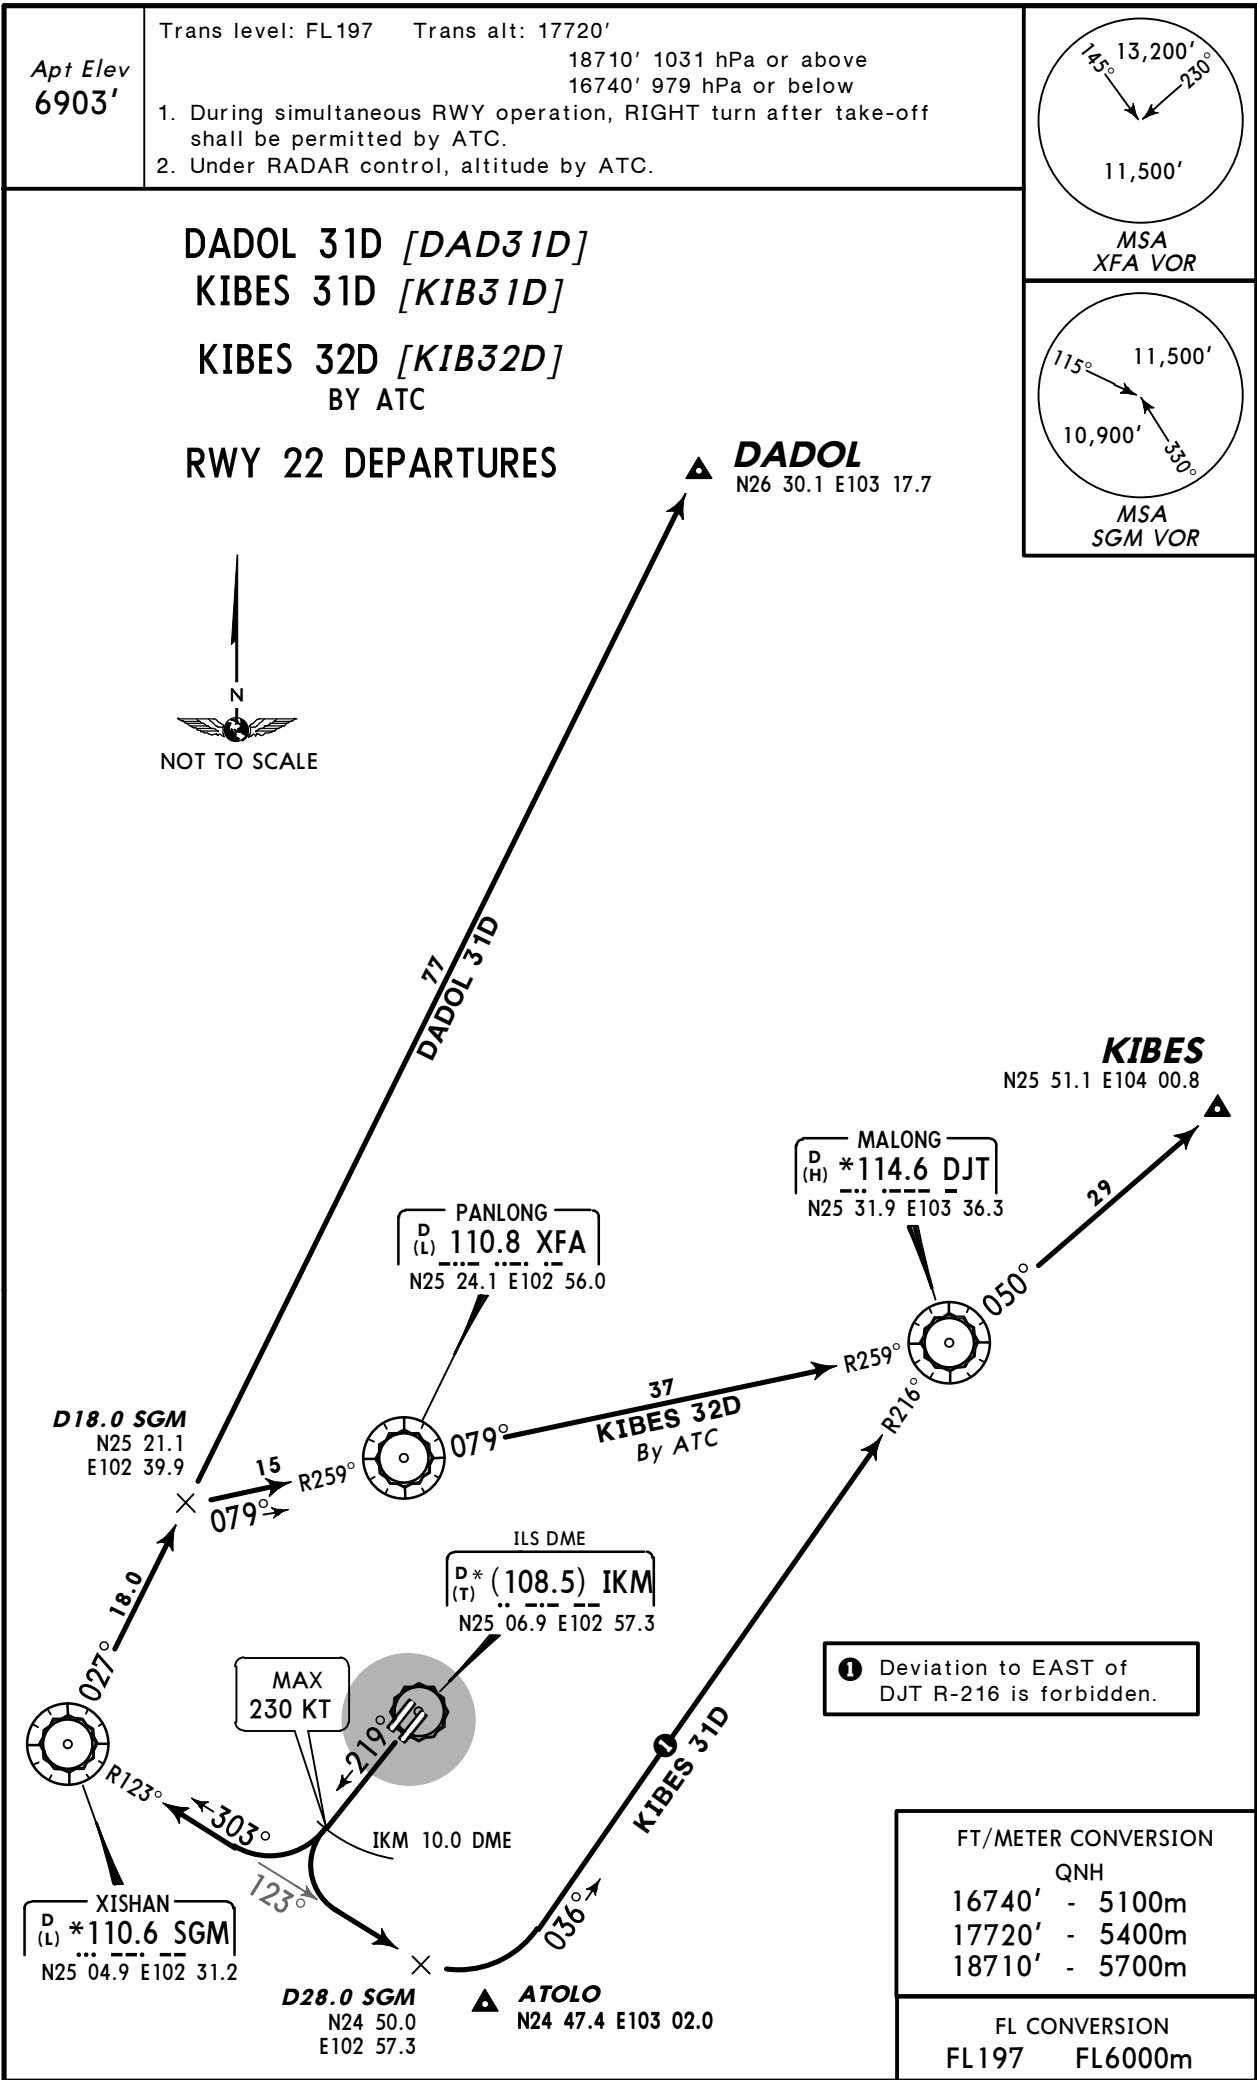 Apt Elev
6903'
Trans level: FL197 Trans alt: 17720'
18710' 1031 hPa or above
16740' 979 hPa or below
1. During simultaneous RWY operation, RIGHT turn after take-off
shall be permitted by ATC.
2. Under RADAR control, altitude by ATC.
145°
13,200'
230°
11,500'
MSA
XFA VOR
115°
11,500'
10,900'
330°
MSA
SGM VOR
DADOL 31D [DAD31D]
KIBES 31D [KIB31D]
KIBES 32D [KIB32D]
BY ATC
RWY 22 DEPARTURES
DADOL
N26 30.1 E103 17.7
N
NOT TO SCALE
77
DADOL 31D
KIBES
N25 51.1 E104 00.8
MALONG
D
(H) *114.6 DJT
N25 31.9 E103 36.3
29
050°
PANLONG
D
(L) 110.8 XFA
N25 24.1 E102 56.0
R259°
37
KIBES 32D
By ATC
R216°
D18.0 SGM
N25 21.1
E102 39.9
079°
15
R259°
079°
ILS DME
D *
(T) (108.5) IKM
N25 06.9 E102 57.3
18.0
027°
MAX
230 KT
219°
1 Deviation to EAST of
DJT R-216 is forbidden.
1
KIBES 31D
R123°
303°
IKM 10.0 DME
123°
036°
XISHAN
D
(L) *110.6 SGM
N25 04.9 E102 31.2
D28.0 SGM
N24 50.0
E102 57.3
ATOLO
N24 47.4 E103 02.0
FT/METER CONVERSION
QNH
16740' - 5100m
17720' - 5400m
18710' - 5700m
FL CONVERSION
FL197 FL6000m